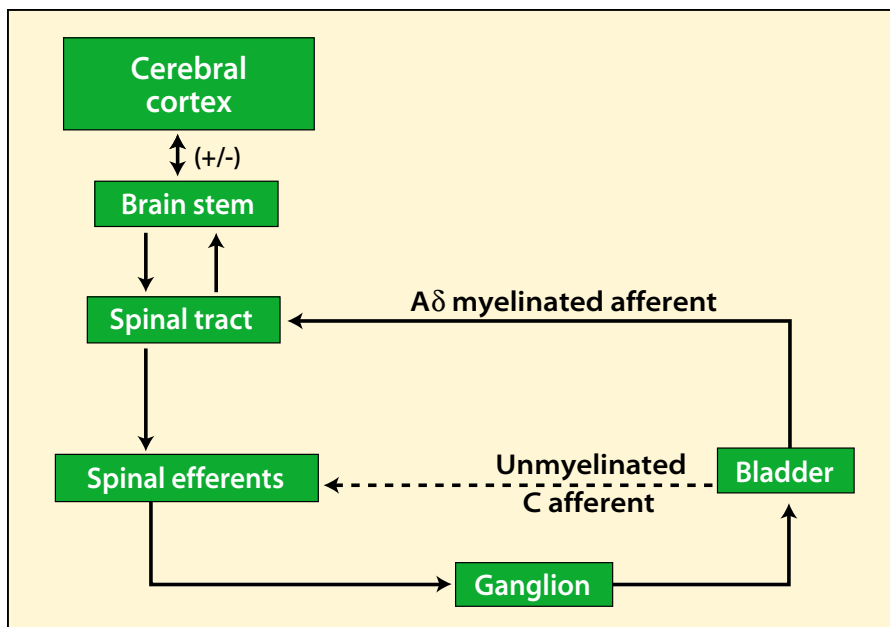 Cerebral
cortex
(+/-)
Brain stem
Aδ myelinated afferent
Spinal tract
Unmyelinated
Bladder
Spinal efferents
C afferent
Ganglion